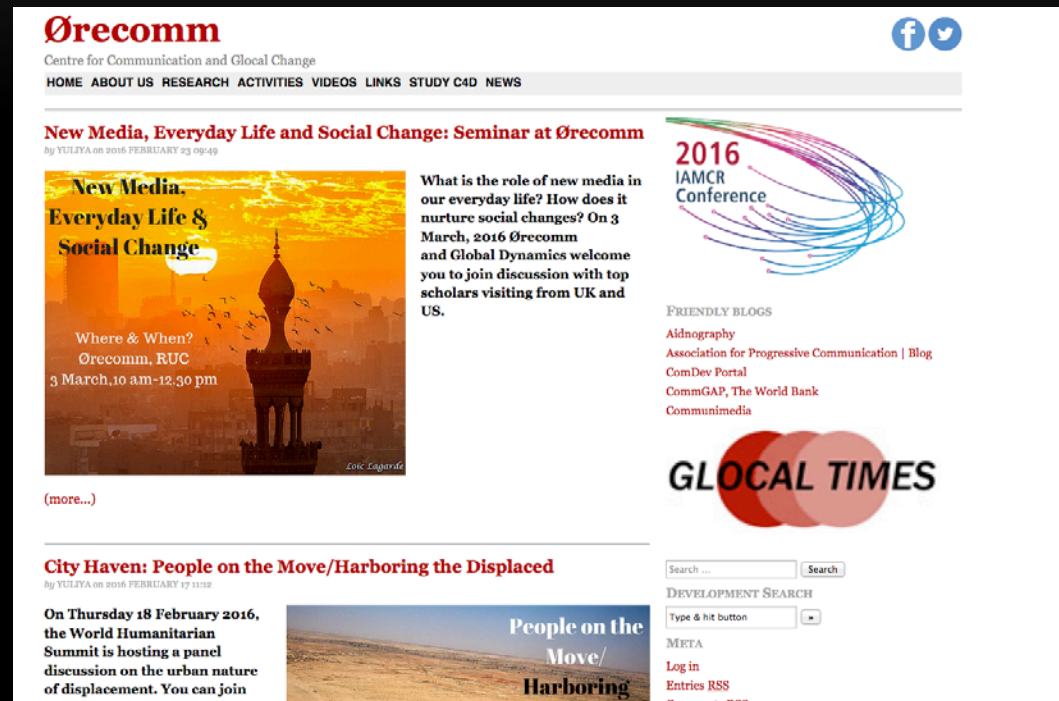 Ørecomm
Centre for Communication and Glocal Change
HOME ABOUT US RESEARCH ACTIVITIES VIDEOS LINKS STUDY C4D NEWS
New Media, Everyday Life and Social Change: Seminar at Ørecomm
by YULIYA on 2016 FEBRUARY 23 09:49
New Media,
Everyday Life &
Social Change
Where & When?
Ørecomm, RUC
3 March,10 am-12.30 pm
Loic Lagarde
What is the role of new media in
our everyday life? How does it
nurture social changes? On 3
March, 2016 Ørecomm
and Global Dynamics welcome
you to join discussion with top
scholars visiting from UK and
US.
(more...)
City Haven: People on the Move/Harboring the Displaced
by YULIYA on 2016 FEBRUARY 17 11:12
On Thursday 18 February 2016,
the World Humanitarian
Summit is hosting a panel
discussion on the urban nature
of displacement. You can join
People on the
Move/
Harboring
2016
IAMCR
Conference
FRIENDLY BLOGS
Aidnography
Association for Progressive Communication | Blog
ComDev Portal
CommGAP, The World Bank
Communimedia
GLOCAL TIMES
Search ...
Search
DEVELOPMENT SEARCH
Type & hit button
»
META
Log in
Entries RSS